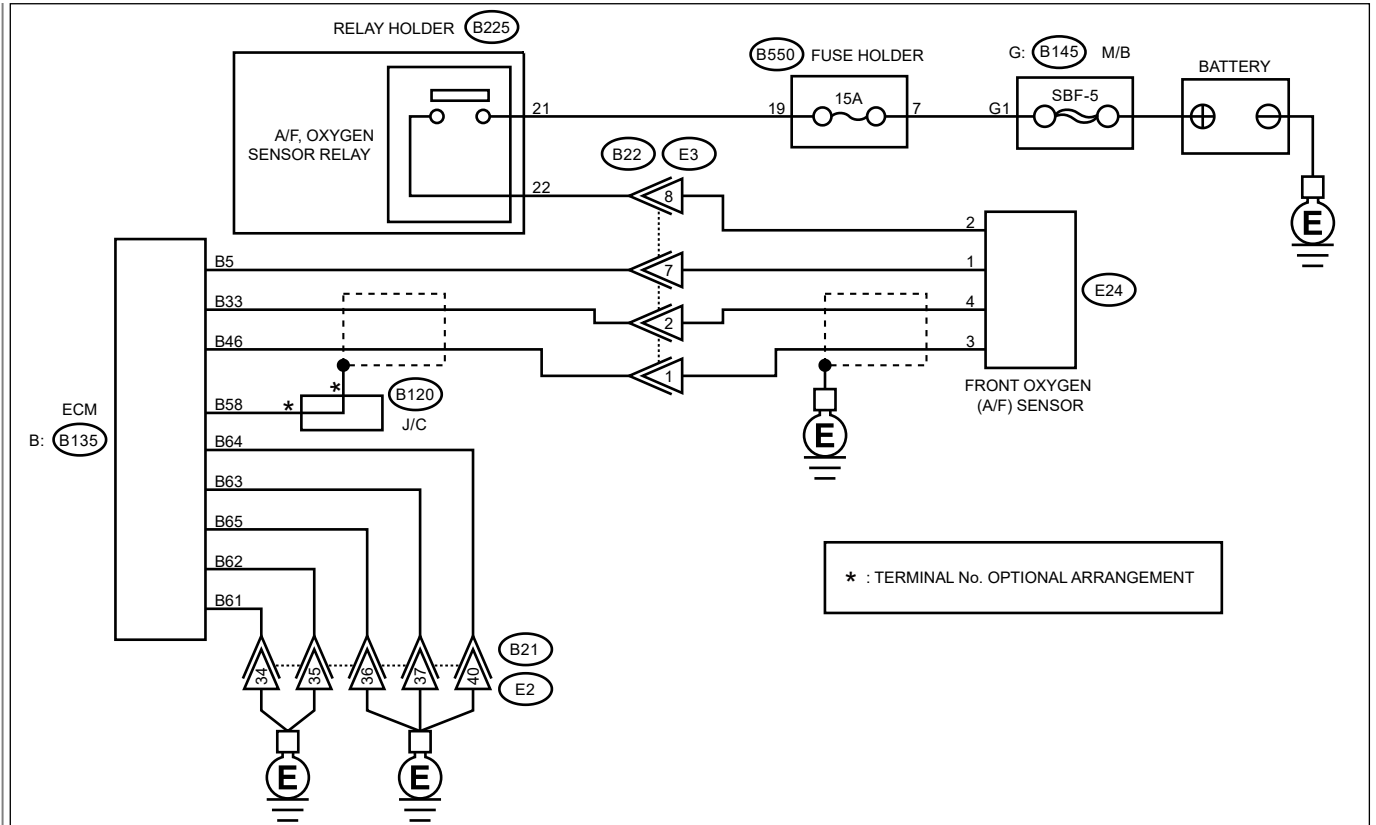 RELAY HOLDER B225
B550 FUSE HOLDER
G: B145 M/B
BATTERY
15A
SBF-5
21
19
7
G1
A/F, OXYGEN
SENSOR RELAY
B22 E3
22
8
2
B5
7
1
E
E24
B33
2
4
B46
1
3
FRONT OXYGEN
(A/F) SENSOR
*
B120
J/C
ECM
B: B135
B58
*
E
B64
B63
B65
B62
B61
* : TERMINAL No. OPTIONAL ARRANGEMENT
34
35
36
37
40
B21
E2
E
E